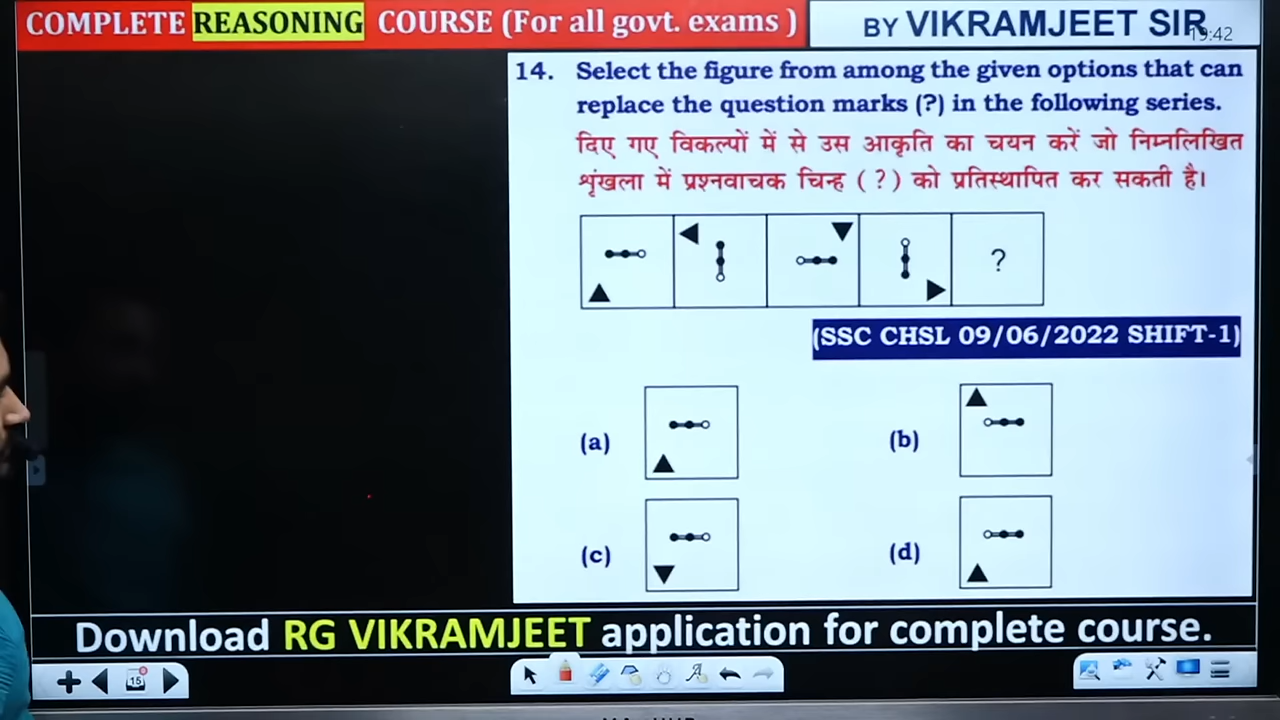 COMPLETE REASONING COURSE (For all govt. exams )
BY VIKRAMJEET SIR
19:42
14. Select the figure from among the given options that can
replace the question marks (?) in the following series.
दिए गए विकल्पों में से उस आकृति का चयन करें जो निम्नलिखित
शृंखला में प्रश्नवाचक चिन्ह ( ? ) को प्रतिस्थापित कर सकती है।
?
(SSC CHSL 09/06/2022 SHIFT-1)
(a)
(b)
(c)
(d)
Download RG VIKRAMJEET application for complete course.
15